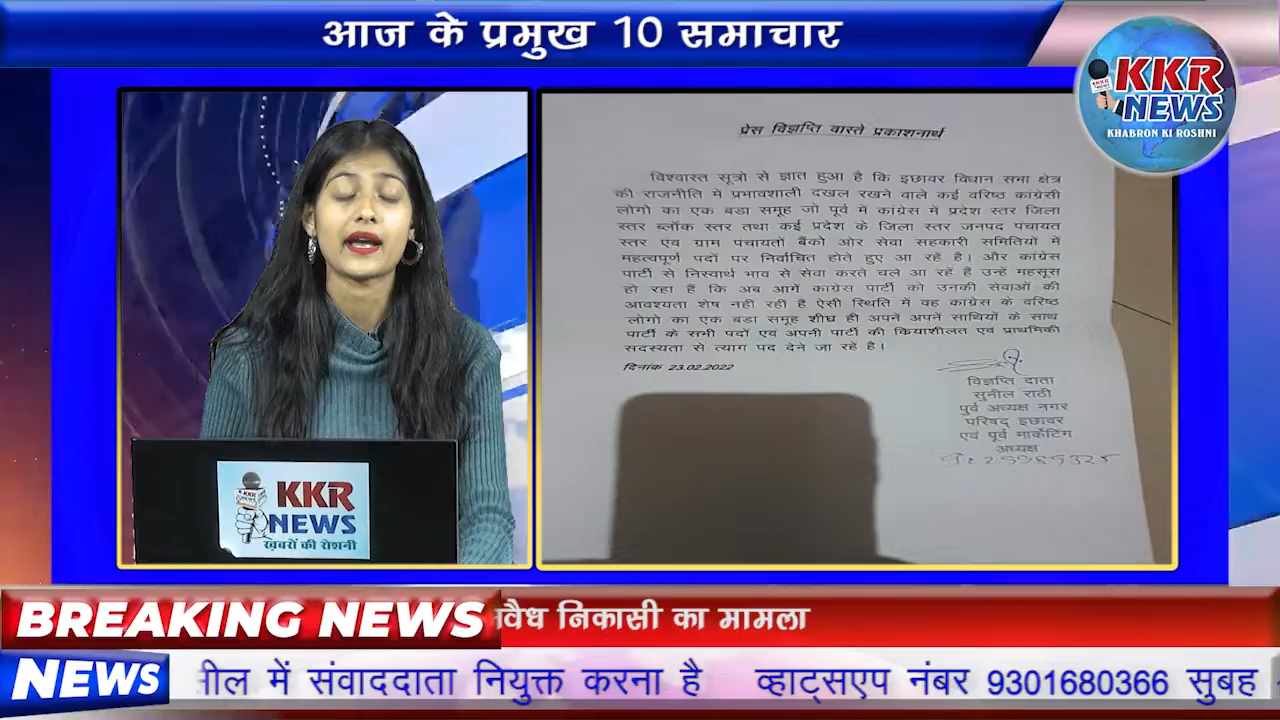 आज के प्रमुख 10 समाचार
KKR
NEWS
KHABRON KI ROSHNI
प्रेस विज्ञप्ति वास्ते प्रकाशनार्थ
विश्वास्त सूत्रो से ज्ञात हुआ है कि इछावर विधान सभा क्षेत्र
की राजनीति मे प्रभावशाली दखल रखने वाले कई वरिष्ठ कांग्रेसी
लोगो का एक बडा समूह जो पूर्व में कांग्रेस में प्रदेश स्तर जिला
स्तर ब्लॉक स्तर तथा कई प्रदेश के जिला स्तर जनपद पंचायत
स्तर एवं ग्राम पंचायतों बैंको ओर सेवा सहकारी समितियों में
महत्वपूर्ण पदों पर निर्वाचित होते हुए आ रहें है। और कांग्रेस
पार्टी से निस्वार्थ भाव से सेवा करते चले आ रहें हैं उन्हें महसूस
हो रहा हैं कि अब आगें काग्रेस पार्टी को उनकी सेवाओं की
आवश्यता शेष नही रही हैं ऐसी स्थिति में वह कांग्रेस के वरिष्ठ
लोगो का एक बडा समूह शीघ्र ही अपनें अपने साथियों के साथ
पार्टी के सभी पदों एवं अपनी पार्टी की कियाशीलत एवं प्राथमिकी
सदस्यता से त्याग पद देने जा रहें है।
दिनांक 23.02.2022
विज्ञप्ति दाता
सुनील राठी
पुर्व अध्यक्ष नगर
परिषद् इछावर
एवं पूर्व मार्केटिंग
अध्यक्ष
KKR
NEWS
ख़बरों की रोशनी
BREAKING NEWS
वैध निकासी का मामला
NEWS
ील में संवाददाता नियुक्त करना है व्हाट्सएप नंबर 9301680366 सुबह